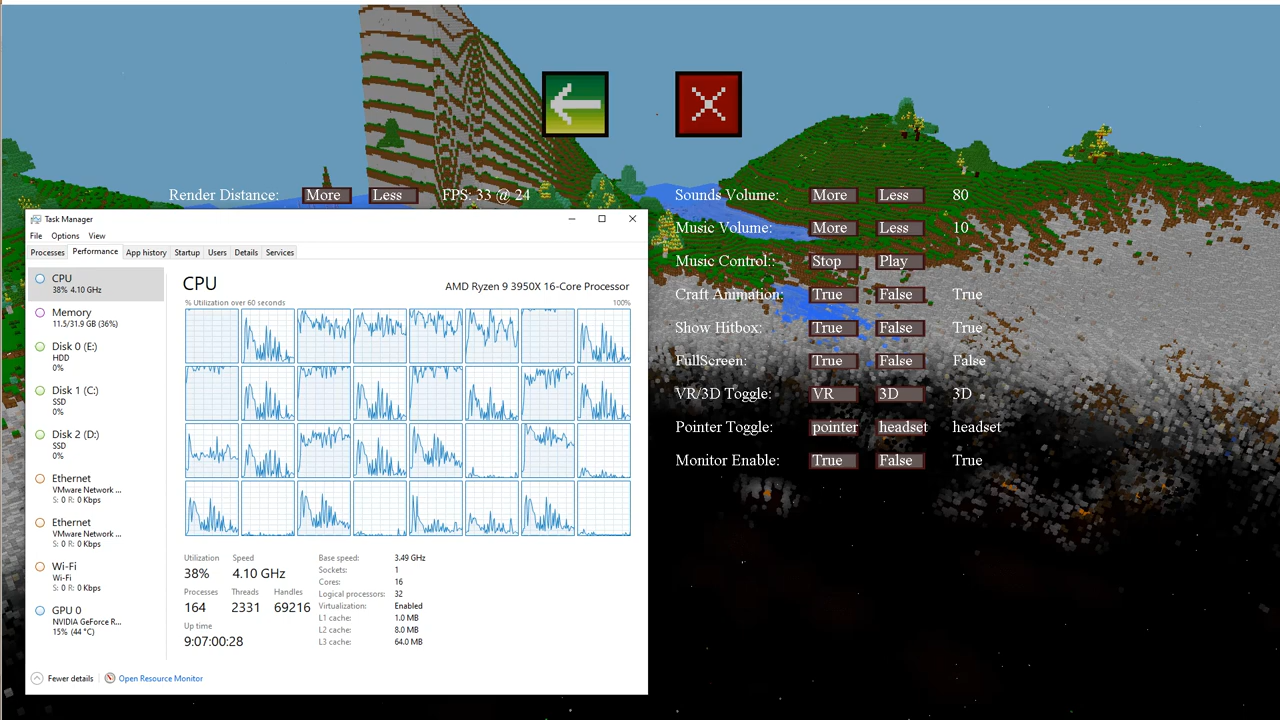 Render Distance: More Less FPS: 33 @ 24
Sounds Volume: More Less 80
Music Volume: More Less 10
Music Control:: Stop Play
Craft Animation: True False True
Show Hitbox: True False True
FullScreen: True False False
VR/3D Toggle: VR 3D 3D
Pointer Toggle: pointer headset headset
Monitor Enable: True False True
Task Manager
File Options View
Processes Performance App history Startup Users Details Services
CPU
38% 4.10 GHz
Memory
11.5/31.9 GB (36%)
Disk 0 (E:)
HDD
0%
Disk 1 (C:)
SSD
0%
Disk 2 (D:)
SSD
0%
Ethernet
VMware Network ...
S: 0 R: 0 Kbps
Ethernet
VMware Network ...
S: 0 R: 0 Kbps
Wi-Fi
Wi-Fi
S: 0 R: 0 Kbps
GPU 0
NVIDIA GeForce R...
15% (44 °C)
CPU AMD Ryzen 9 3950X 16-Core Processor
% Utilization over 60 seconds 100%
Utilization Speed
38% 4.10 GHz
Processes Threads Handles
164 2331 69216
Up time
9:07:00:28
Base speed: 3.49 GHz
Sockets: 1
Cores: 16
Logical processors: 32
Virtualization: Enabled
L1 cache: 1.0 MB
L2 cache: 8.0 MB
L3 cache: 64.0 MB
Fewer details Open Resource Monitor